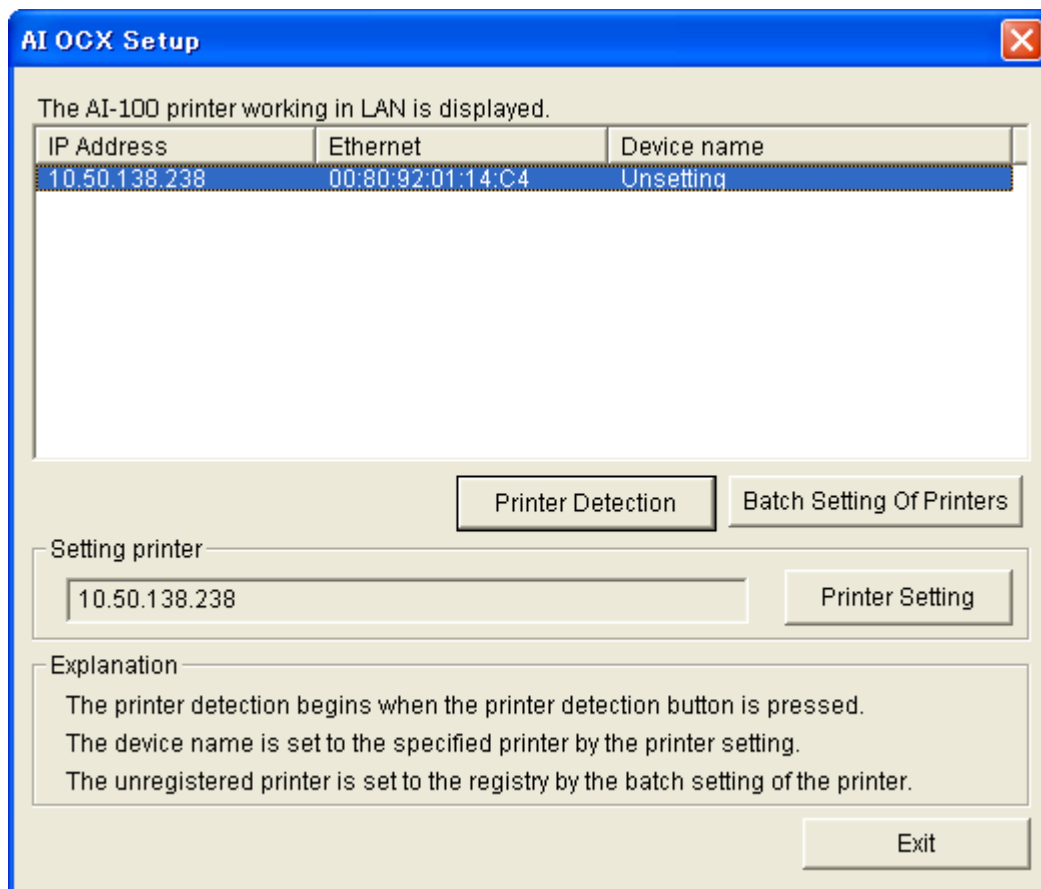 AI OCX Setup
The AI-100 printer working in LAN is displayed.
IP Address Ethernet Device name
10.50.138.238 00:80:92:01:14:C4 Unsetting
Printer Detection Batch Setting Of Printers
Setting printer
10.50.138.238 Printer Setting
Explanation
The printer detection begins when the printer detection button is pressed.
The device name is set to the specified printer by the printer setting.
The unregistered printer is set to the registry by the batch setting of the printer.
Exit